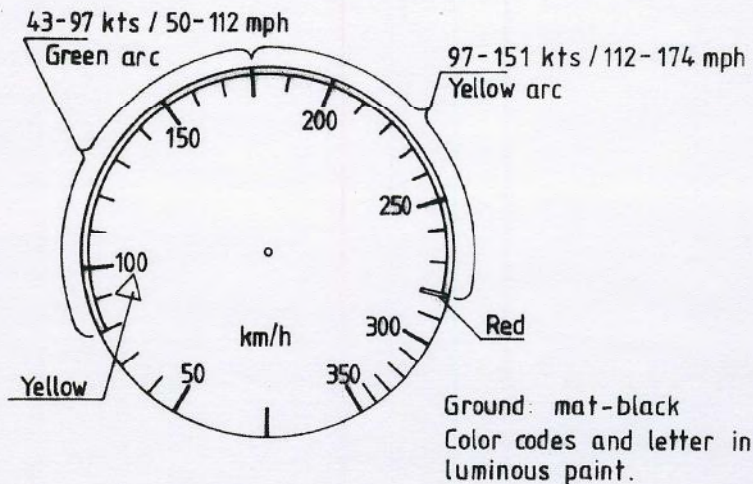 43-97 kts / 50-112 mph
Green arc
97-151 kts / 112-174 mph
Yellow arc
150
200
250
100
300
km/h
Red
Yellow
50
350
Ground: mat-black
Color codes and letter in
luminous paint.